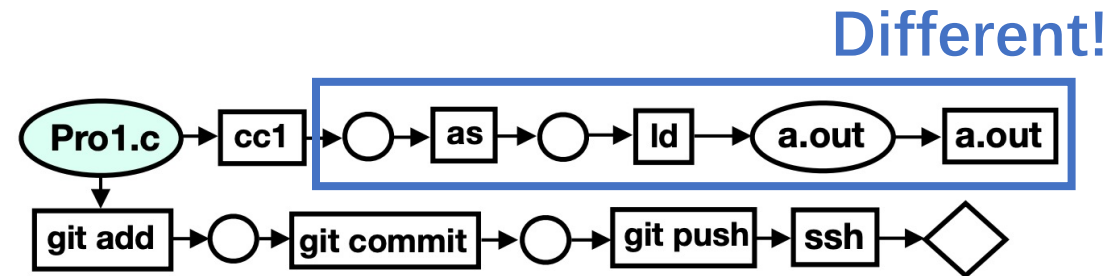 Different!
Pro1.c cc1 as ld a.out a.out
git add git commit git push ssh